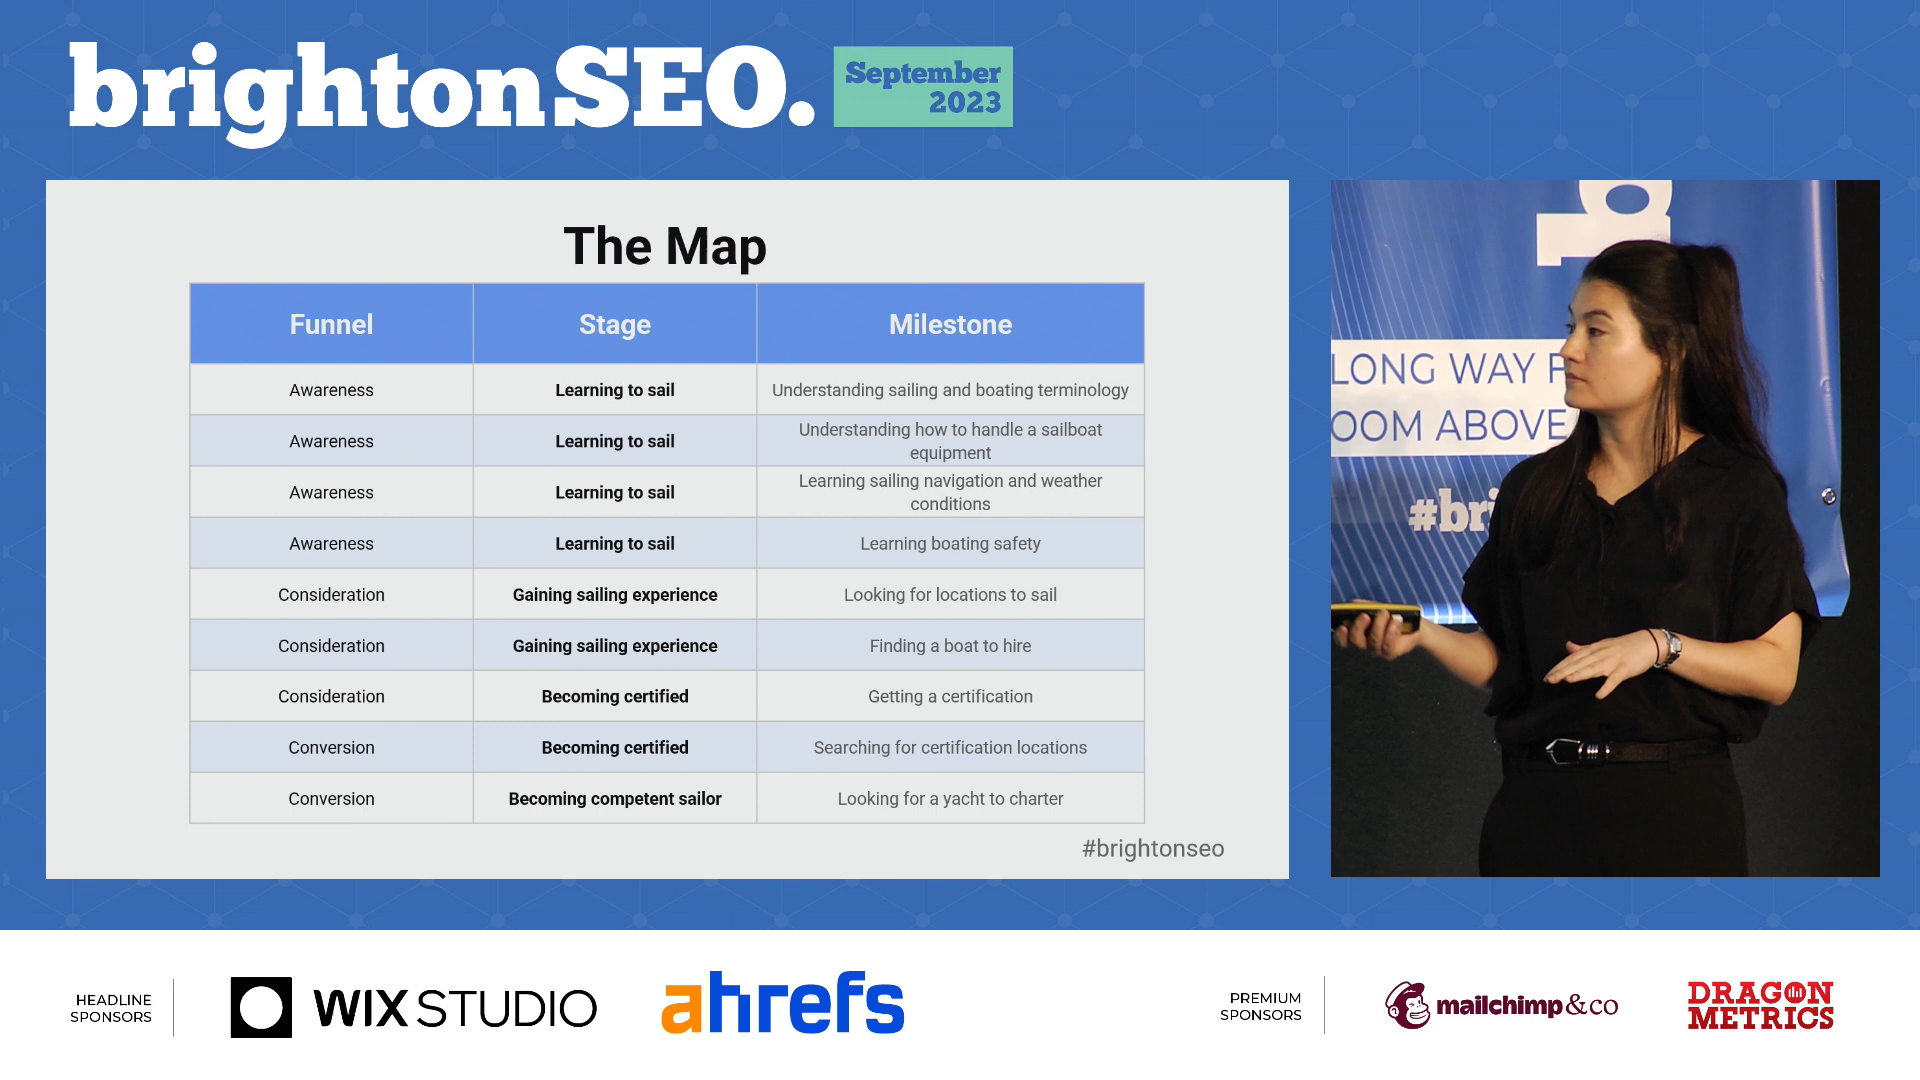 brightonSEO.
September
2023
The Map
Funnel Stage Milestone
Awareness Learning to sail Understanding sailing and boating terminology
Awareness Learning to sail Understanding how to handle a sailboat
equipment
Awareness Learning to sail Learning sailing navigation and weather
conditions
Awareness Learning to sail Learning boating safety
Consideration Gaining sailing experience Looking for locations to sail
Consideration Gaining sailing experience Finding a boat to hire
Consideration Becoming certified Getting a certification
Conversion Becoming certified Searching for certification locations
Conversion Becoming competent sailor Looking for a yacht to charter
#brightonseo
b
LONG WAY
OOM ABOVE
#bri
HEADLINE
SPONSORS
WIX STUDIO
ahrefs
PREMIUM
SPONSORS
mailchimp & co
DRAGON
METRICS